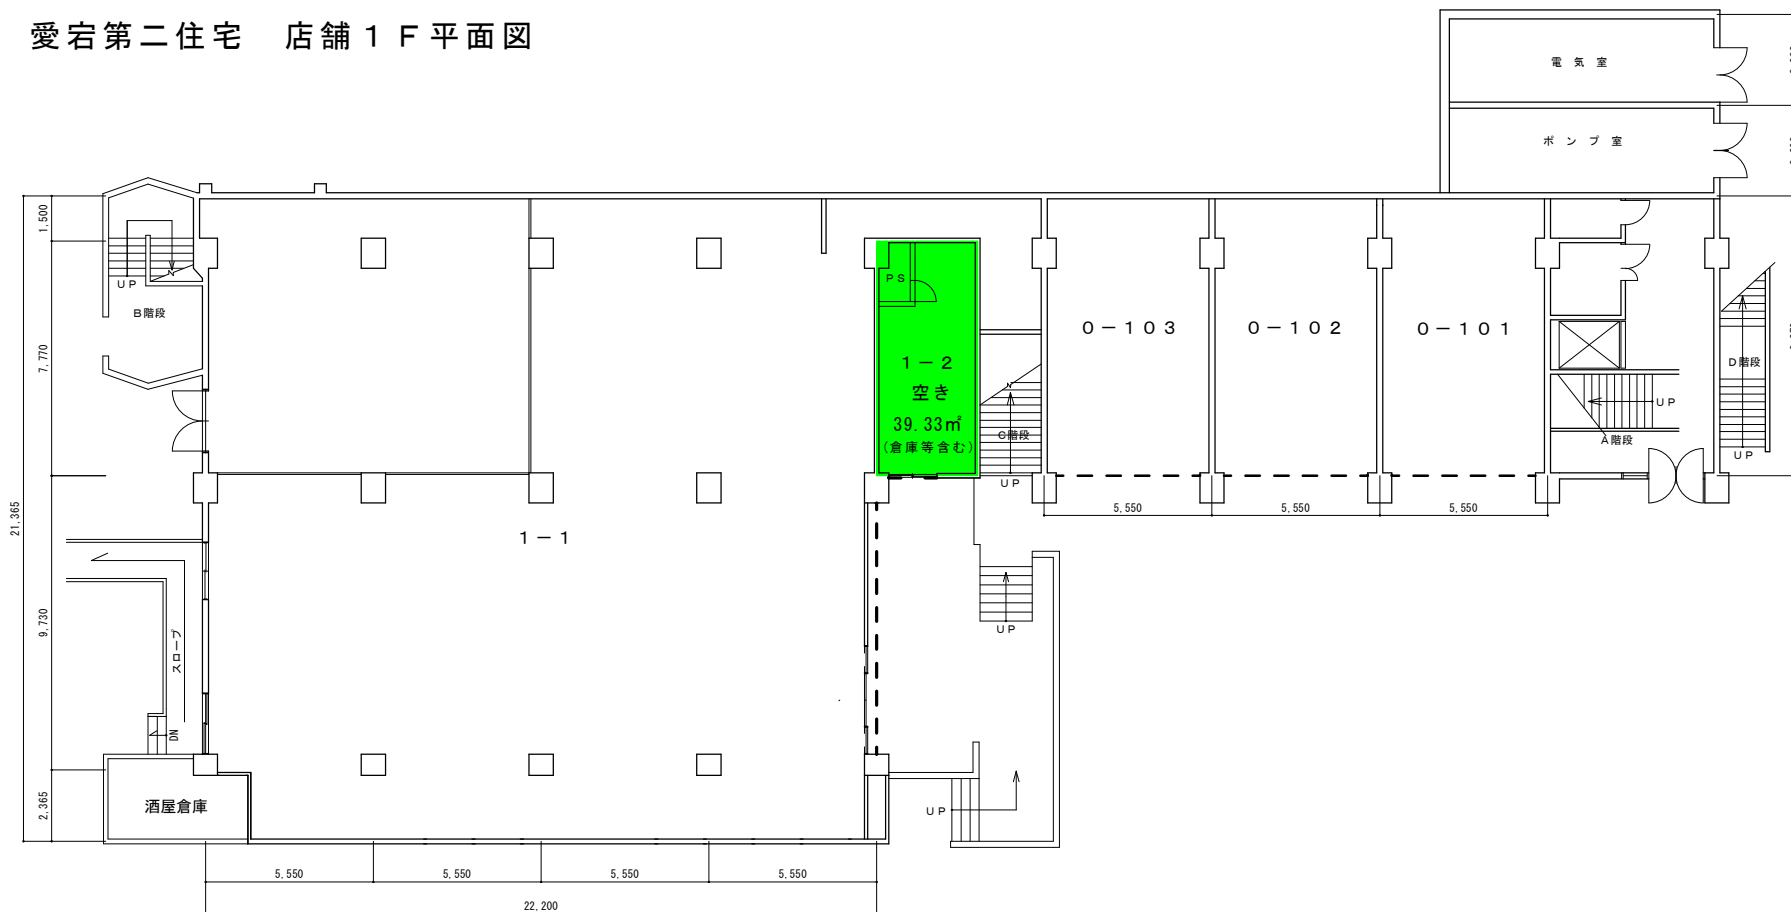 愛宕第二住宅　店舗１Ｆ平面図
電 気 室
ポ ン プ 室
1,500
7,770
21,365
9,730
2,365
UP
B階段
PS
１－２
空き
39.33㎡
(倉庫等含む)
C階段
UP
０－１０３
０－１０２
０－１０１
UP
A階段
D階段
UP
5,550
5,550
5,550
１－１
スロープ
DN
UP
酒屋倉庫
UP
5,550
5,550
5,550
5,550
22,200